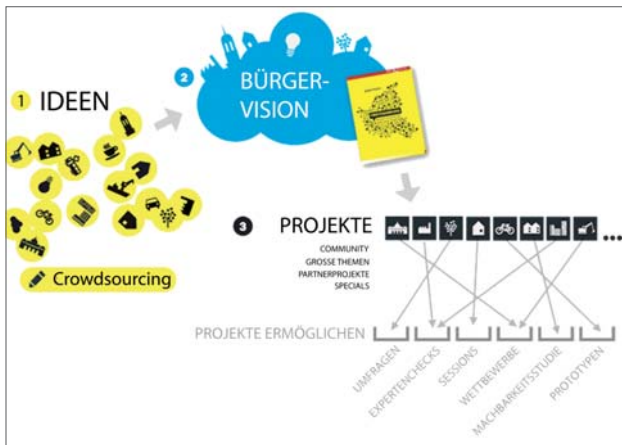 1 IDEEN
2
BÜRGER-
VISION
Crowdsourcing
3 PROJEKTE
COMMUNITY
GROSSE THEMEN
PARTNERPROJEKTE
SPECIALS
...
PROJEKTE ERMÖGLICHEN
UMFRAGEN
EXPERTENCHECKS
SESSIONS
WETTBEWERBE
MACHBARKEITSSTUDIE
PROTOTYPEN